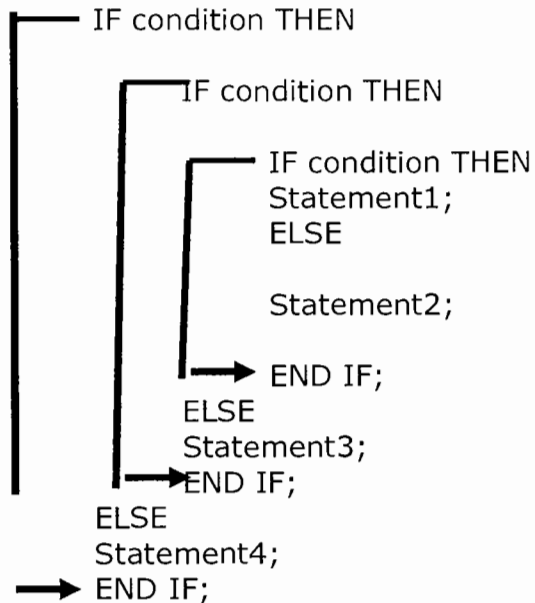 IF condition THEN
IF condition THEN
IF condition THEN
Statement1;
ELSE
Statement2;
END IF;
ELSE
Statement3;
END IF;
ELSE
Statement4;
END IF;